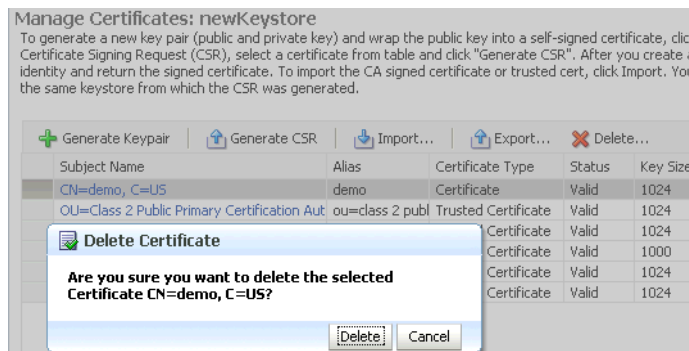 Manage Certificates: newKeystore
To generate a new key pair (public and private key) and wrap the public key into a self-signed certificate, clic
Certificate Signing Request (CSR), select a certificate from table and click "Generate CSR". After you create a
identity and return the signed certificate. To import the CA signed certificate or trusted cert, click Import. You
the same keystore from which the CSR was generated.
Generate Keypair Generate CSR Import... Export... Delete...
Subject Name Alias Certificate Type Status Key Size
CN=demo, C=US demo Certificate Valid 1024
OU=Class 2 Public Primary Certification Aut ou=class 2 publ Trusted Certificate Valid 1024
Certificate Valid 1024
Certificate Valid 1000
Certificate Valid 1024
Certificate Valid 1024
Delete Certificate
Are you sure you want to delete the selected
Certificate CN=demo, C=US?
Delete Cancel